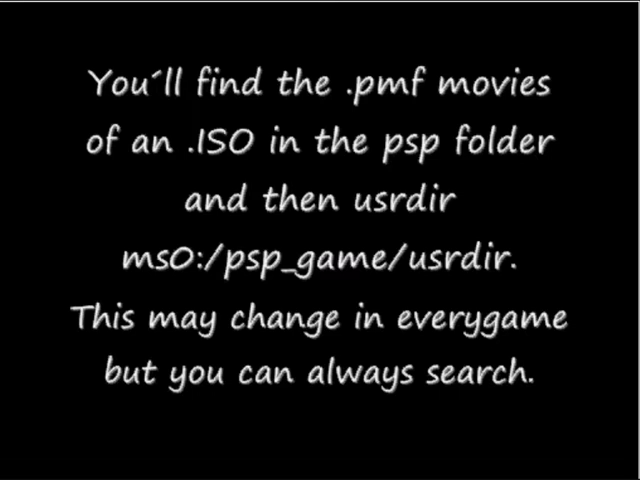 You´ll find the .pmf movies
of an .ISO in the psp folder
and then usrdir
ms0:/psp_game/usrdir.
This may change in everygame
but you can always search.